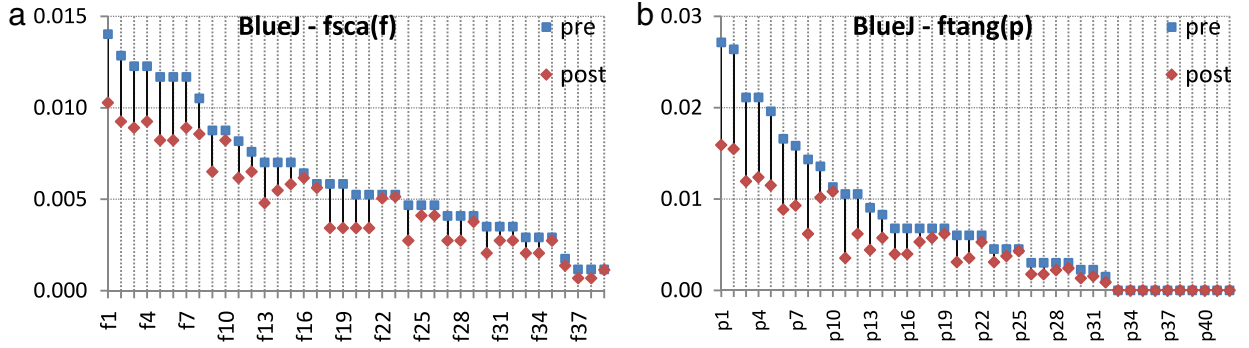 a
BlueJ - fsca(f)
pre
post
0.015
0.010
0.005
0.000
f1 f4 f7 f10 f13 f16 f19 f22 f25 f28 f31 f34 f37
b
BlueJ - ftang(p)
pre
post
0.03
0.02
0.01
0.00
p1 p4 p7 p10 p13 p16 p19 p22 p25 p28 p31 p34 p37 p40